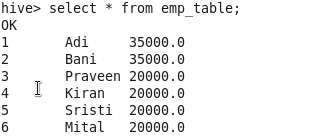 hive> select * from emp_table;
OK
1 Adi 35000.0
2 Bani 35000.0
3 Praveen 20000.0
4 Kiran 20000.0
5 Sristi 20000.0
6 Mital 20000.0